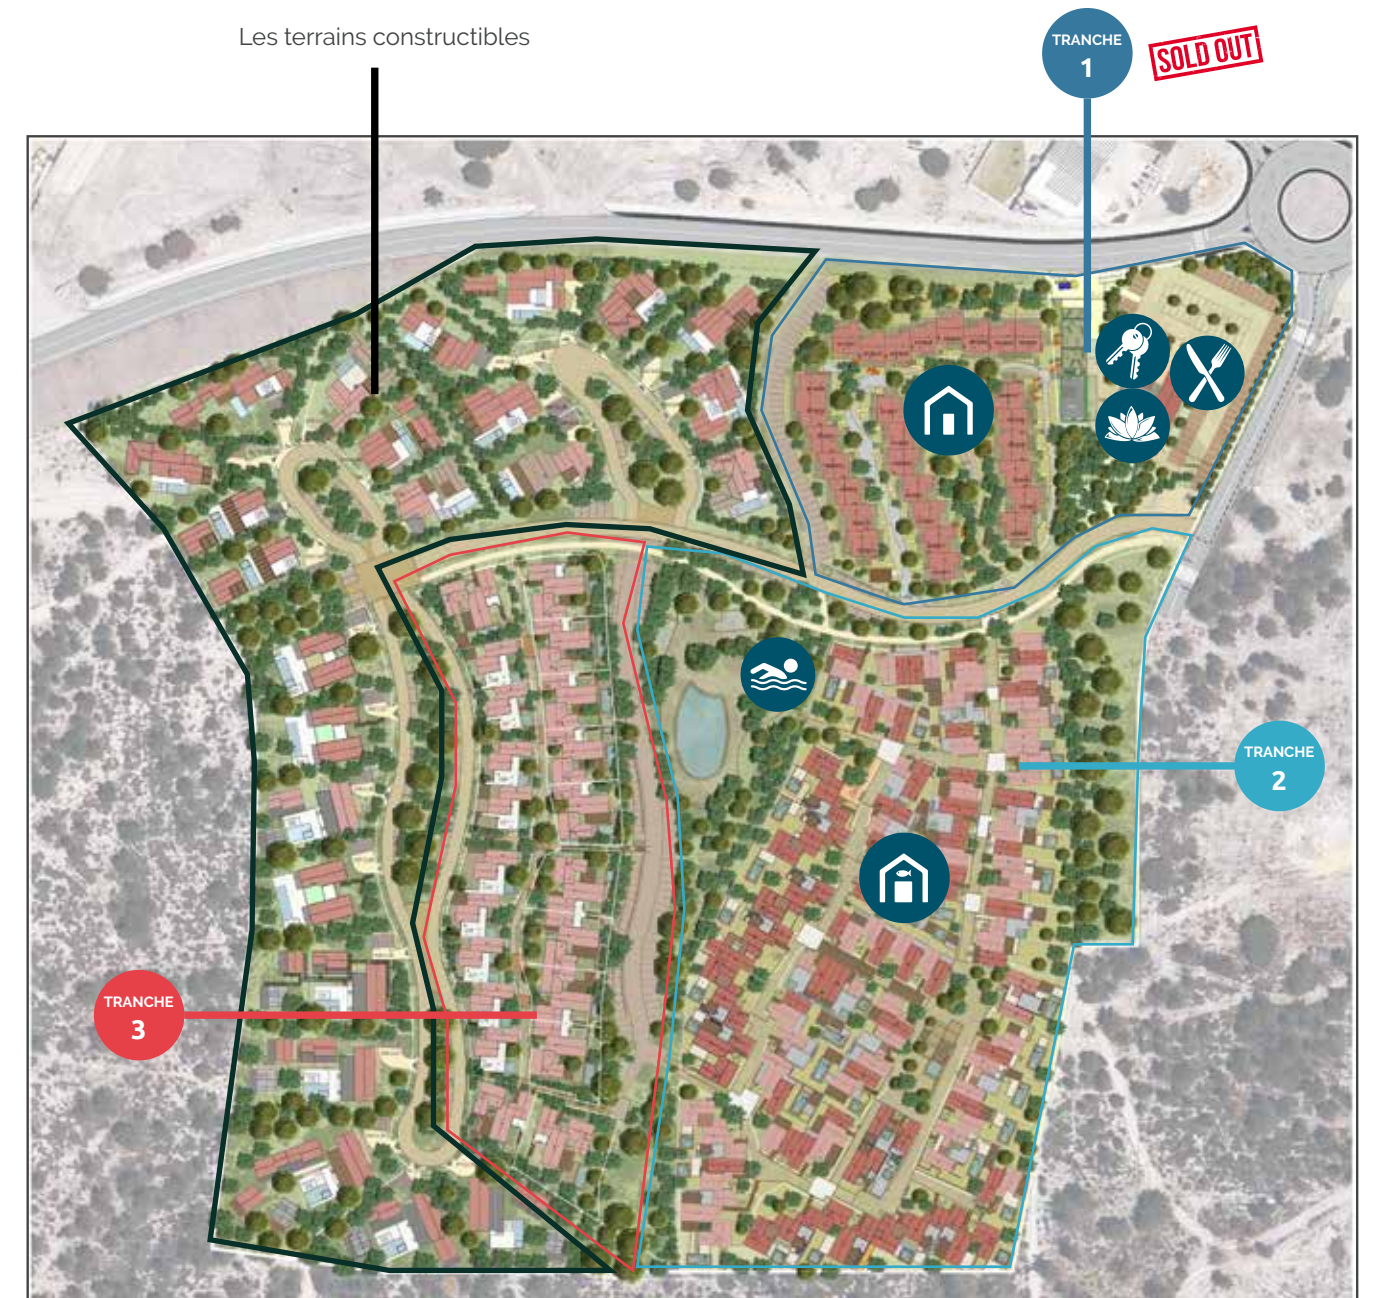 Les terrains constructibles
TRANCHE
1
SOLD OUT
TRANCHE
2
TRANCHE
3